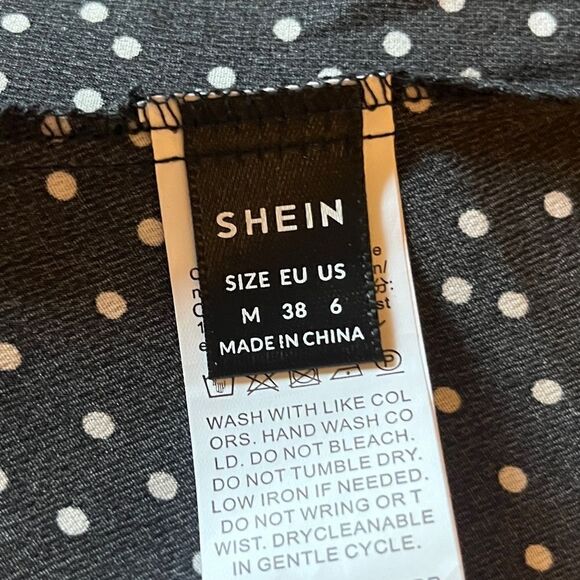 SHEIN
SIZE EU US
M 38 6
MADE IN CHINA
WASH WITH LIKE COL
ORS. HAND WASH CO
LD. DO NOT BLEACH.
DO NOT TUMBLE DRY.
LOW IRON IF NEEDED.
DO NOT WRING OR T
WIST. DRYCLEANABLE
IN GENTLE CYCLE.